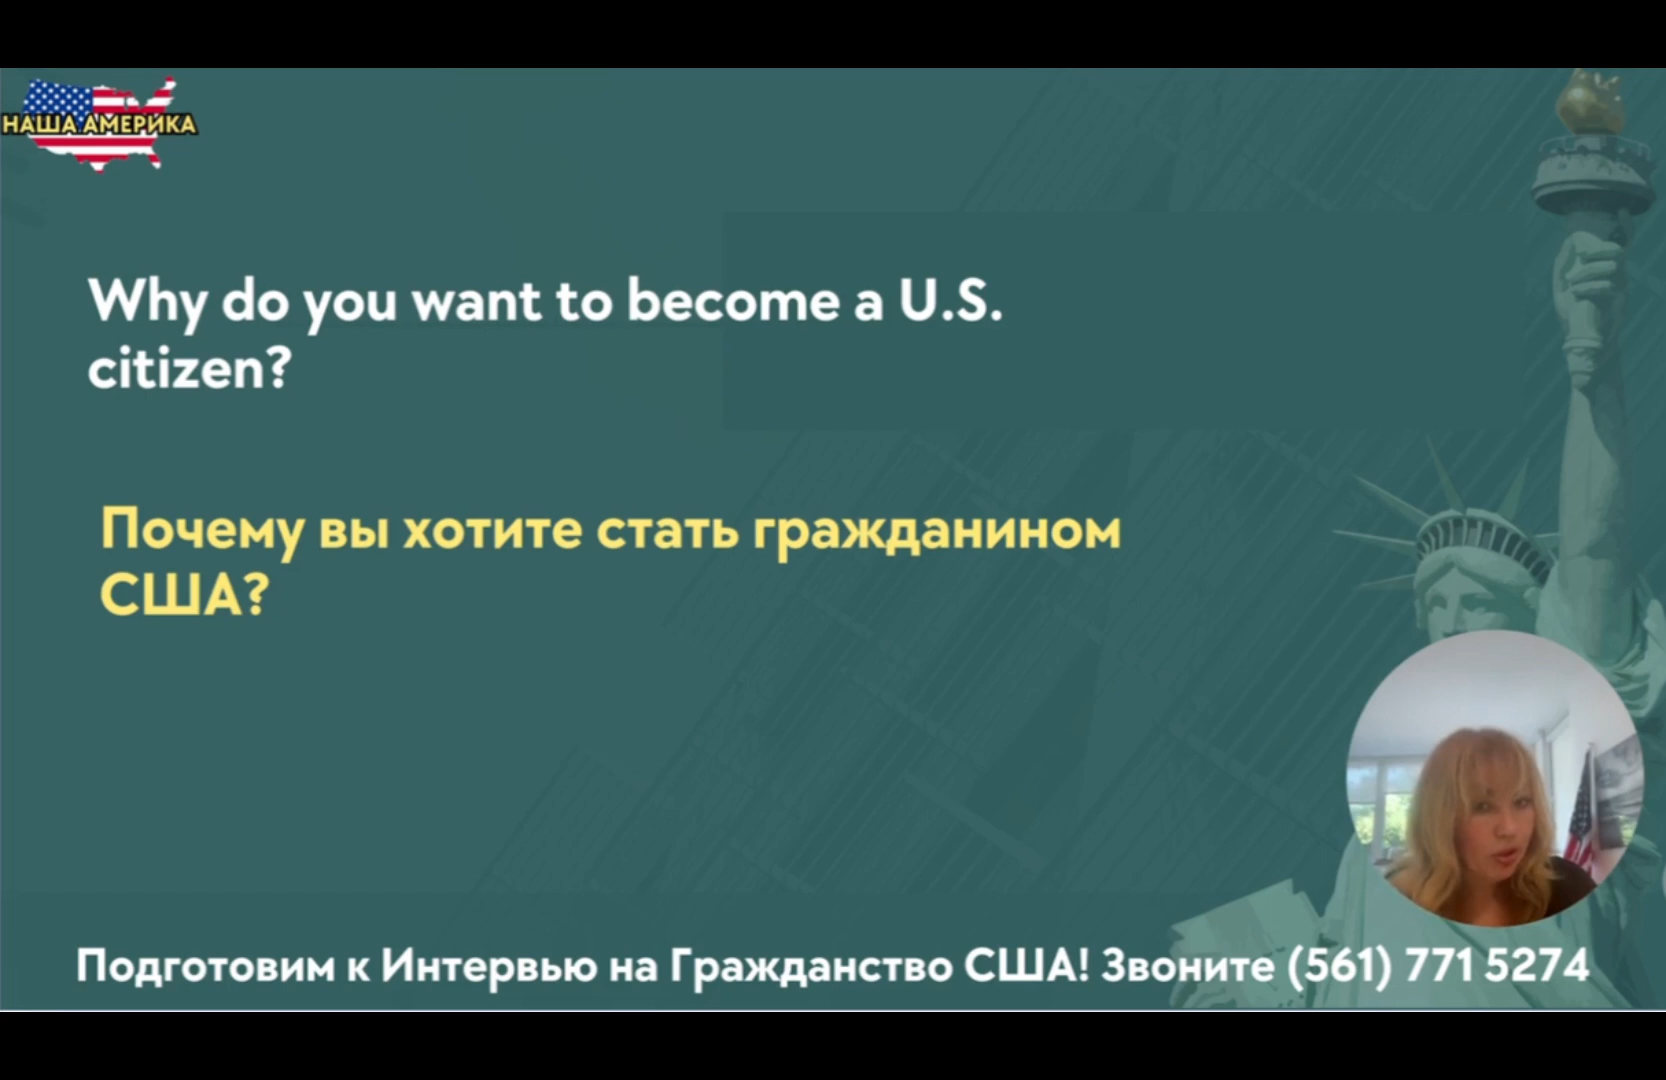 НАША АМЕРИКА
Why do you want to become a U.S.
citizen?
Почему вы хотите стать гражданином
США?
Подготовим к Интервью на Гражданство США! Звоните (561) 771 5274